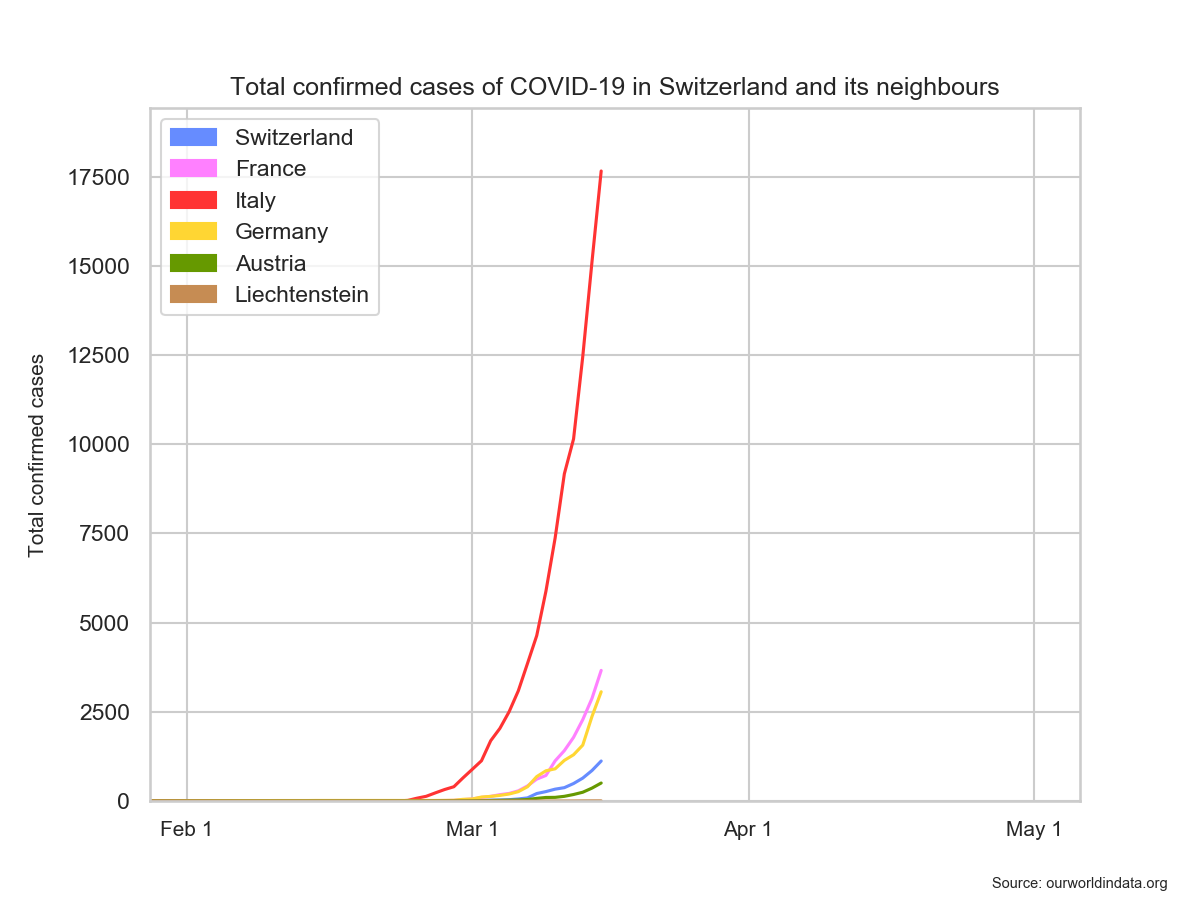 Total confirmed cases of COVID-19 in Switzerland and its neighbours
Switzerland
France
Italy
Germany
Austria
Liechtenstein
17500
15000
12500
10000
7500
5000
2500
0
Total confirmed cases
Feb 1
Mar 1
Apr 1
May 1
Source: ourworldindata.org